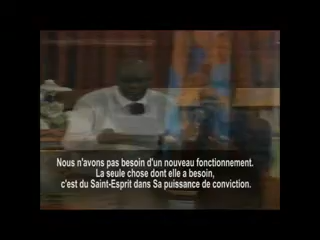 Nous n'avons pas besoin d'un nouveau fonctionnement.
La seule chose dont elle a besoin,
c'est du Saint-Esprit dans Sa puissance de conviction.